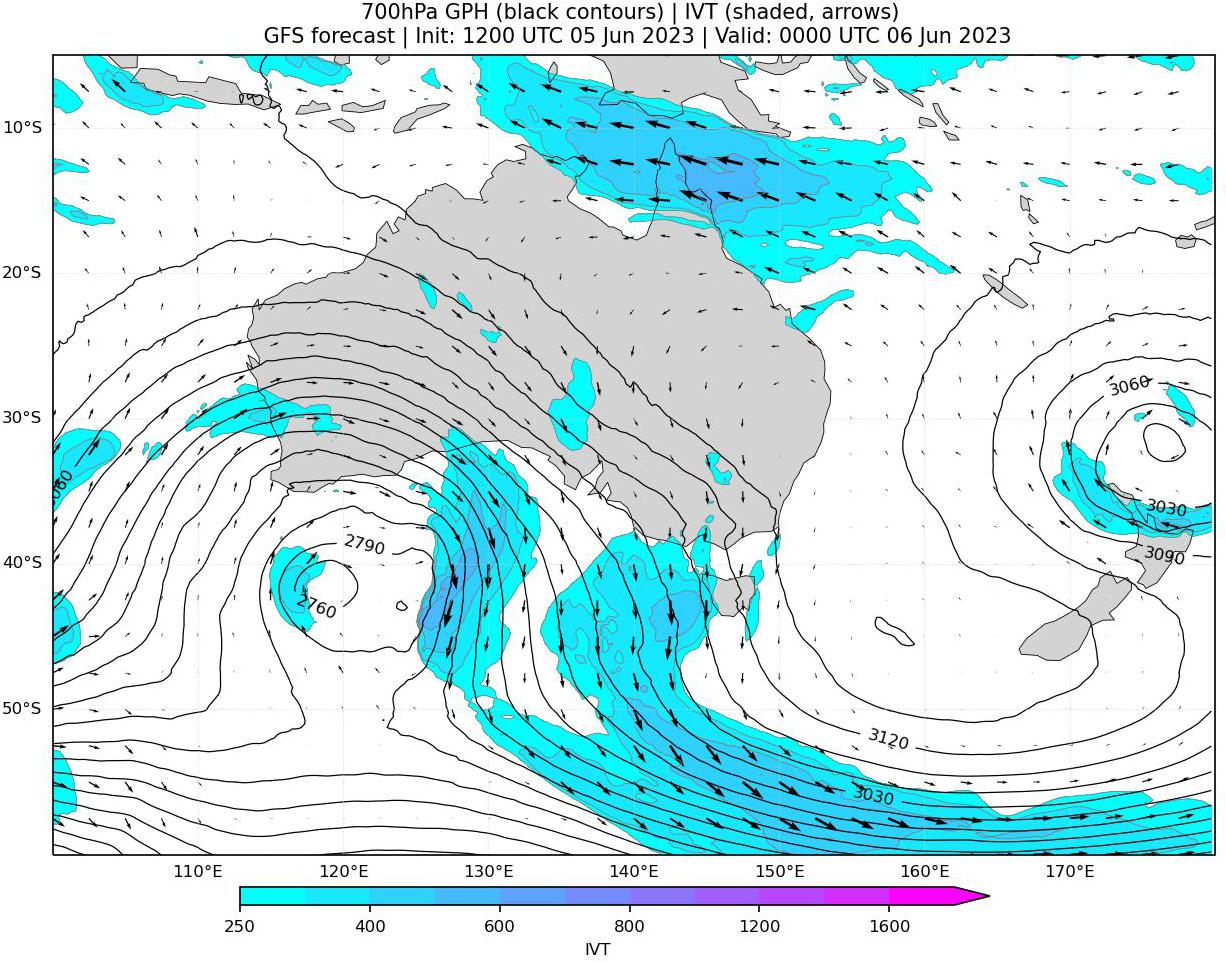 700hPa GPH (black contours) | IVT (shaded, arrows)
GFS forecast | Init: 1200 UTC 05 Jun 2023 | Valid: 0000 UTC 06 Jun 2023
10°S
20°S
3060
30°S
3030
2790
3090
40°S
2760
50°S
3120
3030
110°E 120°E 130°E 140°E 150°E 160°E 170°E
250 400 600 800 1200 1600
IVT